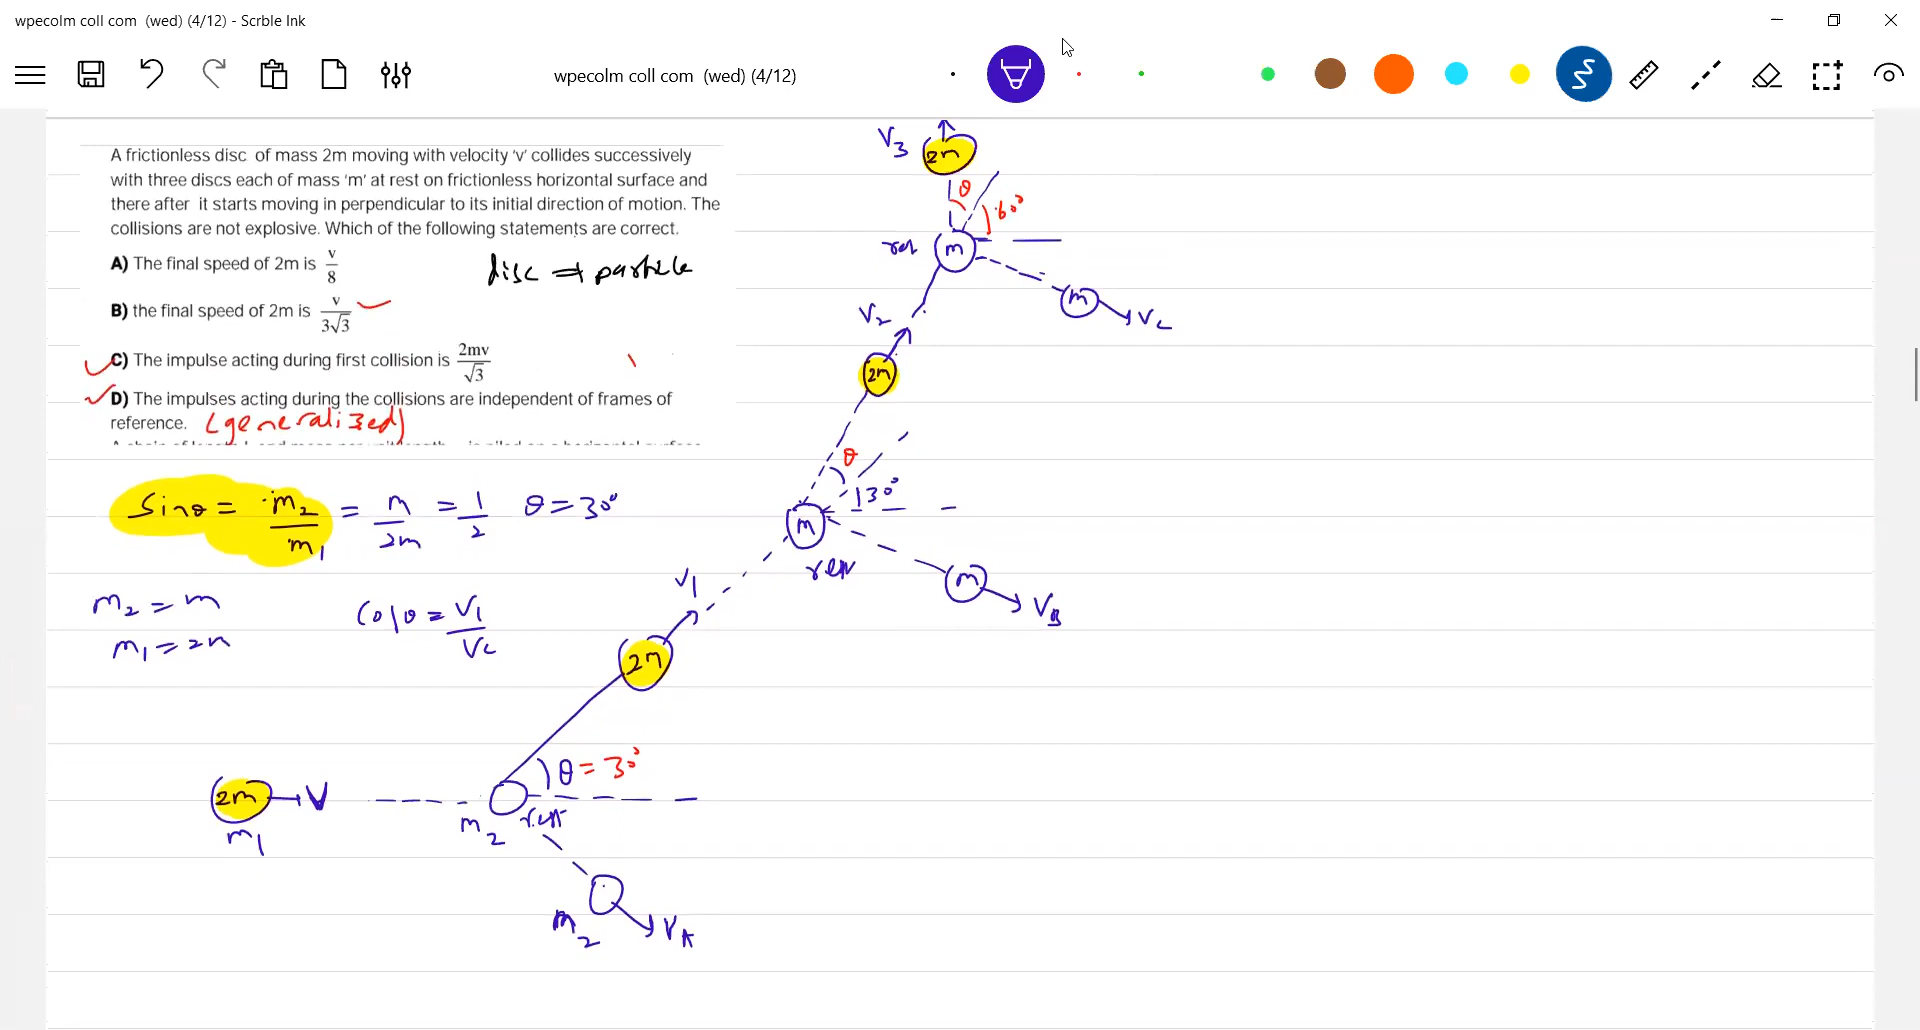 wpecolm coll com (wed) (4/12) - Scrble Ink
wpecolm coll com (wed) (4/12)
A frictionless disc of mass 2m moving with velocity 'v' collides successively
with three discs each of mass 'm' at rest on frictionless horizontal surface and
there after it starts moving in perpendicular to its initial direction of motion. The
collisions are not explosive. Which of the following statements are correct.
A) The final speed of 2m is v/8
disc → particle
B) the final speed of 2m is v/3√3
C) The impulse acting during first collision is 2mv/√3
D) The impulses acting during the collisions are independent of frames of
reference. (generalised)
V3
2m
θ
60°
rest
m
m
VC
V2
2m
θ
30°
m
rest
m
VB
Sinθ = m2/m1 = m/2m = 1/2 θ = 30°
m2 = m
m1 = 2m
Cosθ = V1/
V1
2m
θ = 30°
2m → V
m1
m2 rest
m2
VA